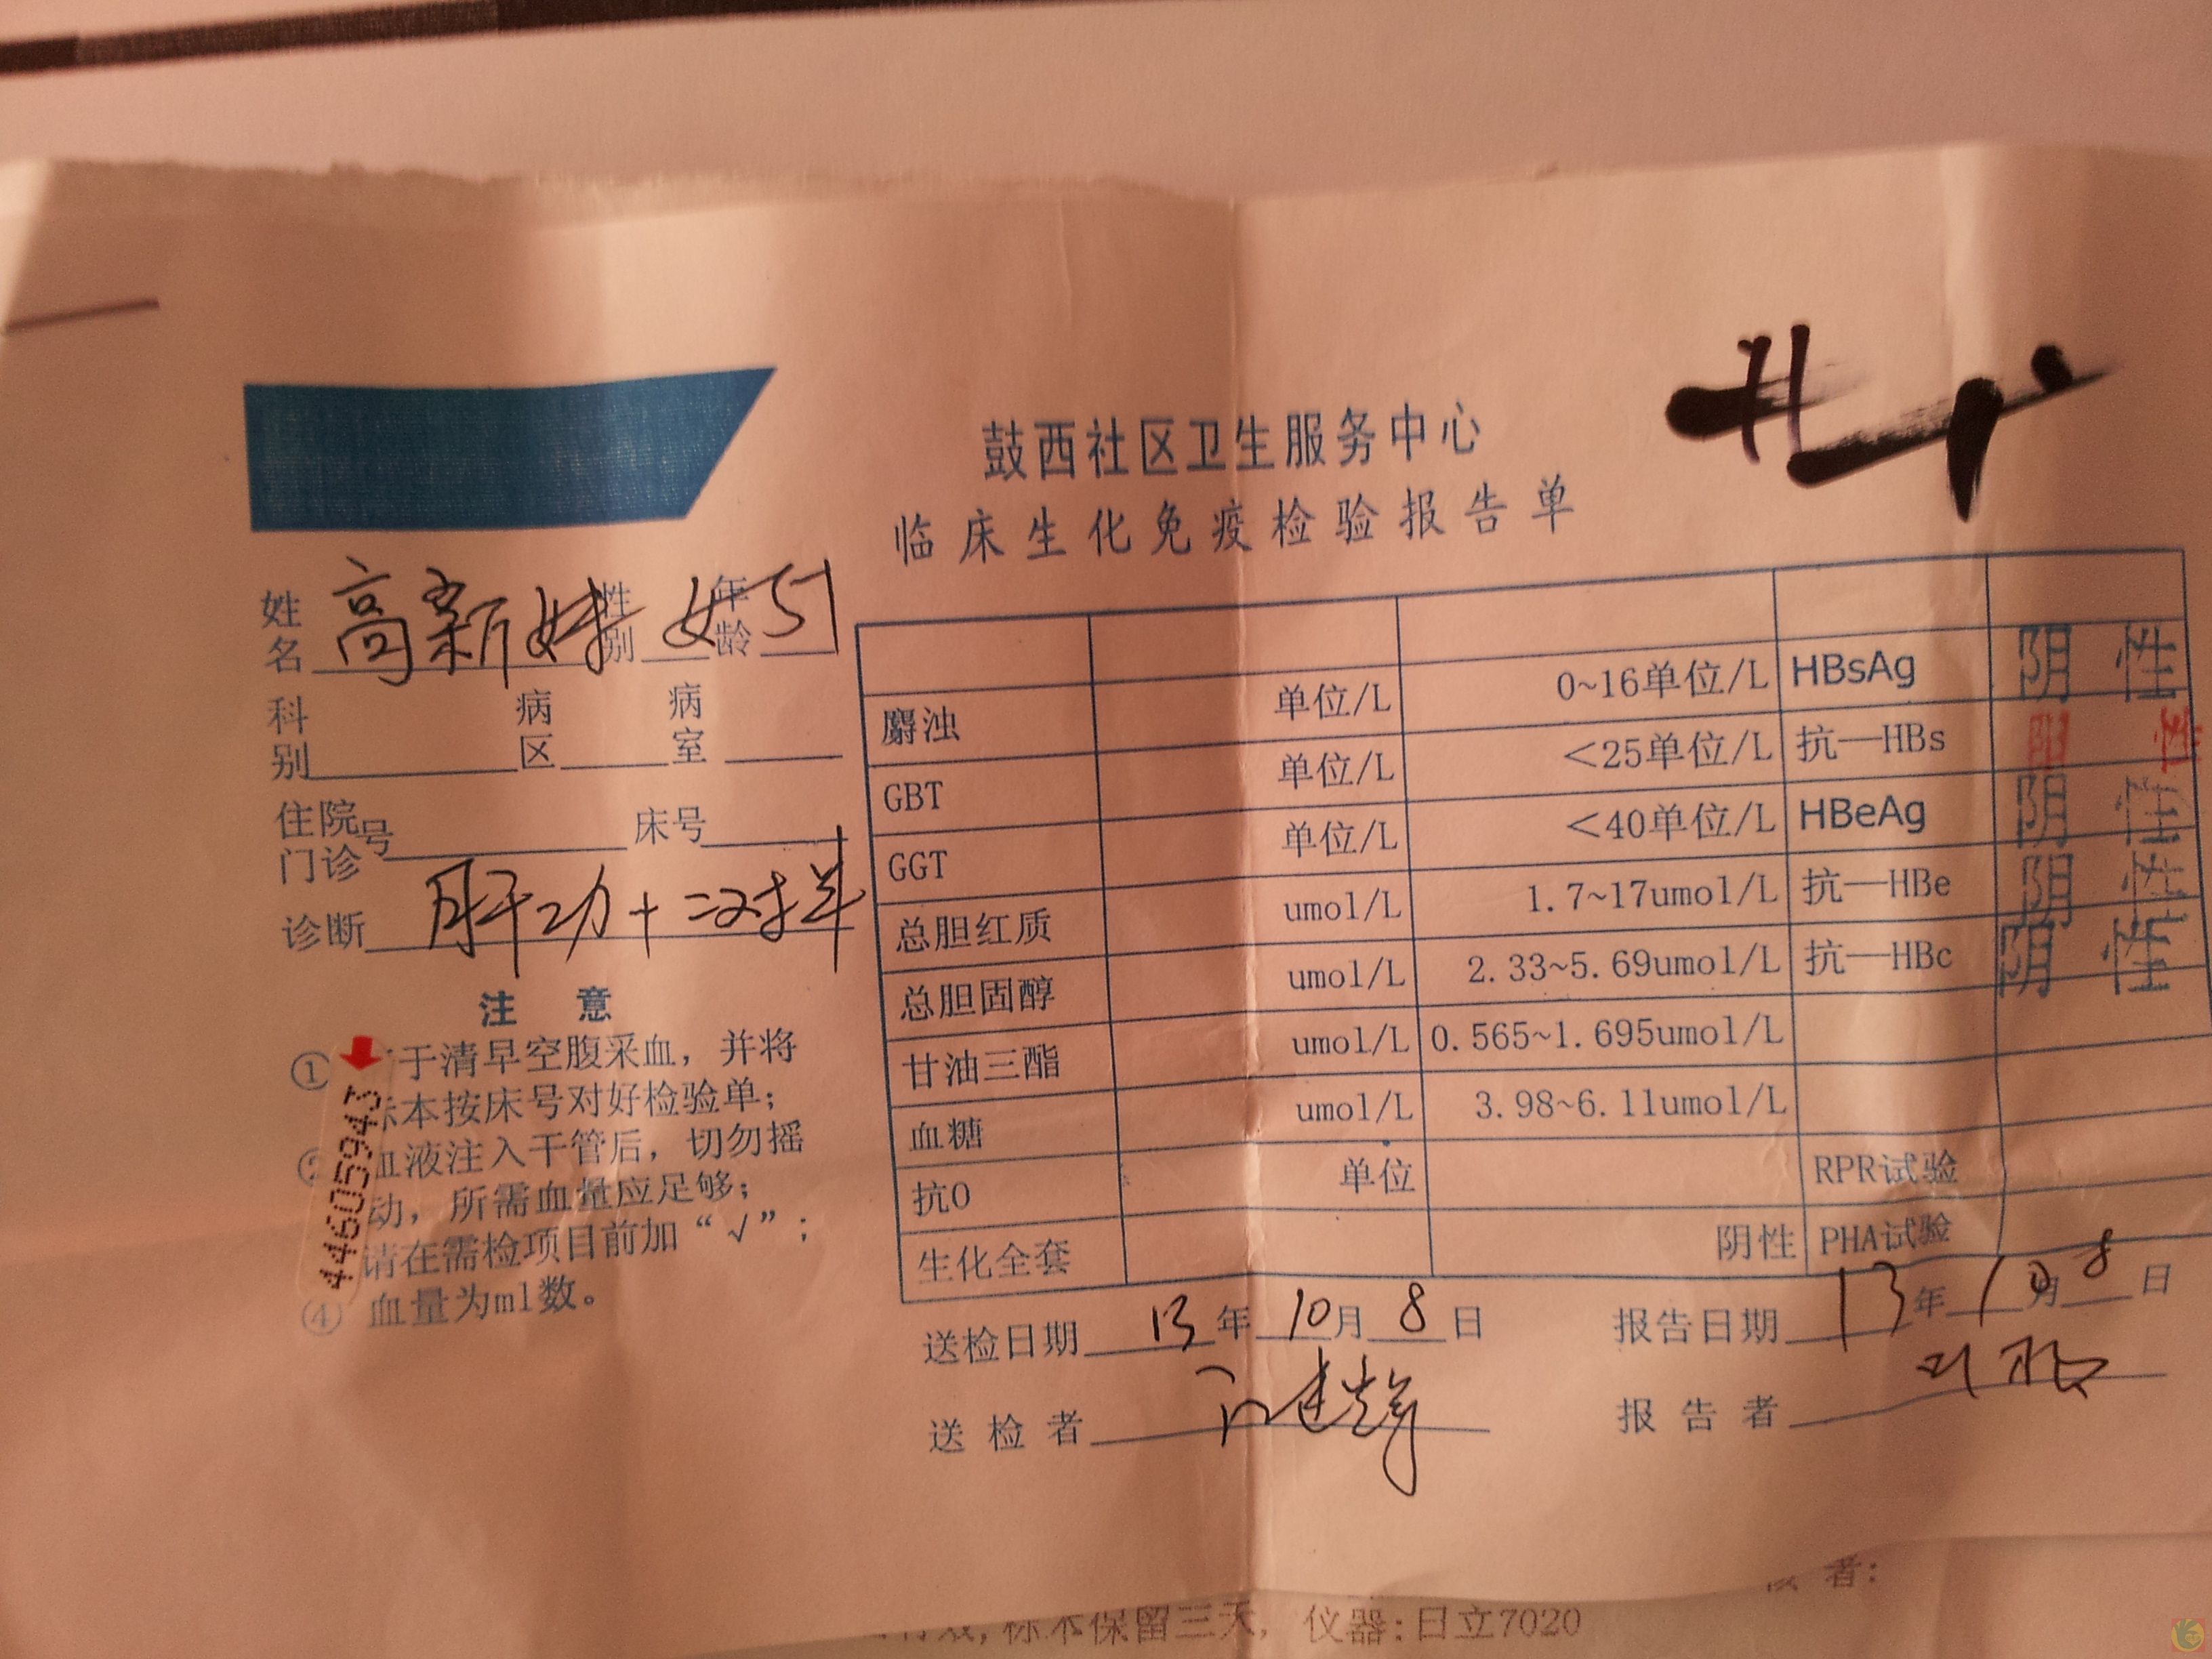 鼓西社区卫生服务中心
临床生化免疫检验报告单
姓名 高新妹 性别 女 年龄 51
科别 病区 病室
住院门诊号 床号
诊断 肝功+二对半
注 意
① 于清早空腹采血，并将
本按床号对好检验单；
② 血液注入干管后，切勿摇
动，所需血量应足够；
请在需检项目前加“√”；
④ 血量为ml数。
446059943
单位/L 0~16单位/L HBsAg 阴性
麝浊 单位/L <25单位/L 抗—HBs 阳性
GBT 单位/L <40单位/L HBeAg 阴性
GGT umol/L 1.7~17umol/L 抗—HBe 阴性
总胆红质 umol/L 2.33~5.69umol/L 抗—HBc 阴性
总胆固醇 umol/L 0.565~1.695umol/L
甘油三酯 umol/L 3.98~6.11umol/L
血糖 单位 RPR试验
抗O 阴性 PHA试验
生化全套
送检日期 13年10月8日 报告日期 13年10月8日
送检者 报告者
者：
标本保留三天，仪器：日立7020